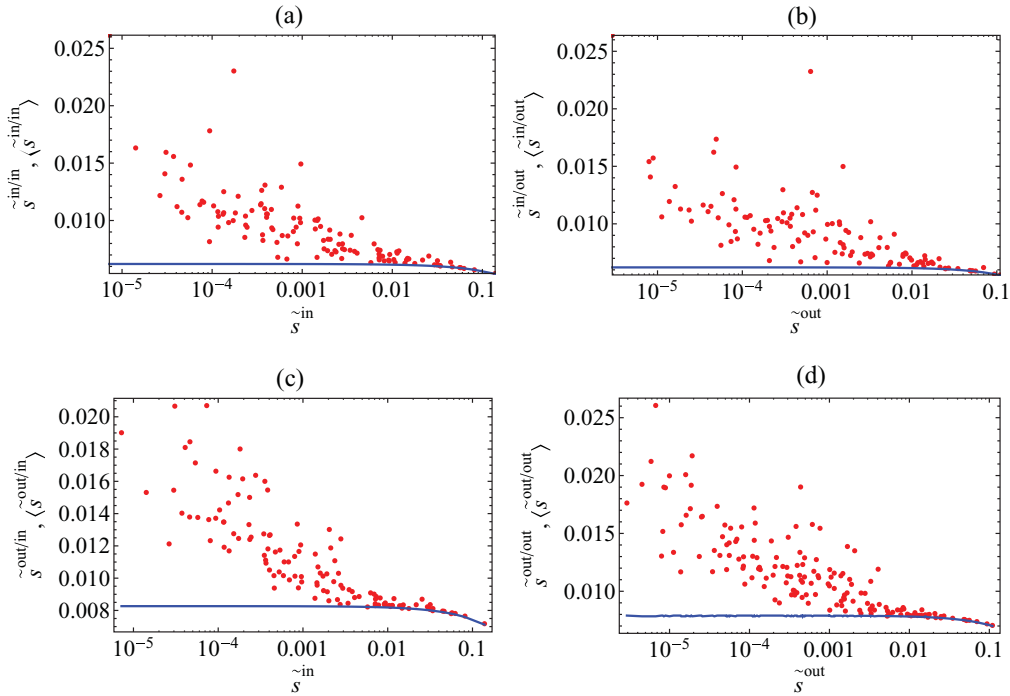 (a)
s̃ in/in , ⟨s̃ in/in⟩
0.025
0.020
0.015
0.010
10⁻⁵ 10⁻⁴ 0.001 0.01 0.1
s̃ in
(b)
s̃ in/out , ⟨s̃ in/out⟩
0.025
0.020
0.015
0.010
10⁻⁵ 10⁻⁴ 0.001 0.01 0.1
s̃ out
(c)
s̃ out/in , ⟨s̃ out/in⟩
0.020
0.018
0.016
0.014
0.012
0.010
0.008
10⁻⁵ 10⁻⁴ 0.001 0.01 0.1
s̃ in
(d)
s̃ out/out , ⟨s̃ out/out⟩
0.025
0.020
0.015
0.010
10⁻⁵ 10⁻⁴ 0.001 0.01 0.1
s̃ out